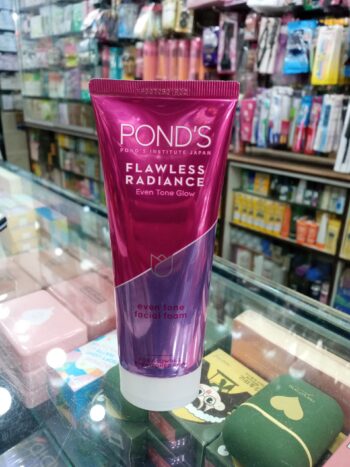 POND'S
POND'S INSTITUTE JAPAN
FLAWLESS
RADIANCE
Even Tone Glow
even tone
facial foam